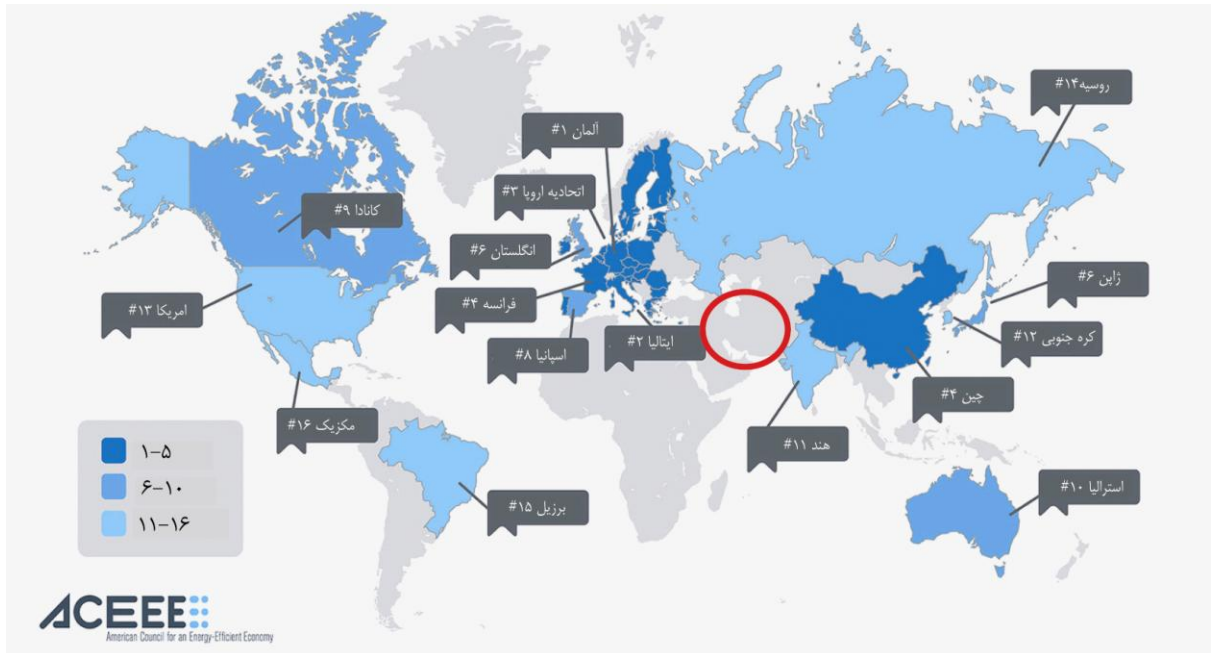 روسیه۱۴#
آلمان ۱#
اتحادیه اروپا ۳#
کانادا ۹#
انگلستان ۶#
ژاپن ۶#
فرانسه ۴#
امریکا ۱۳#
کره جنوبی ۱۲#
ایتالیا ۲#
اسپانیا ۸#
چین ۴#
مکزیک ۱۶#
هند ۱۱#
استرالیا ۱۰#
برزیل ۱۵#
۱-۵
۶-۱۰
۱۱-۱۶
ACEEE
American Council for an Energy-Efficient Economy